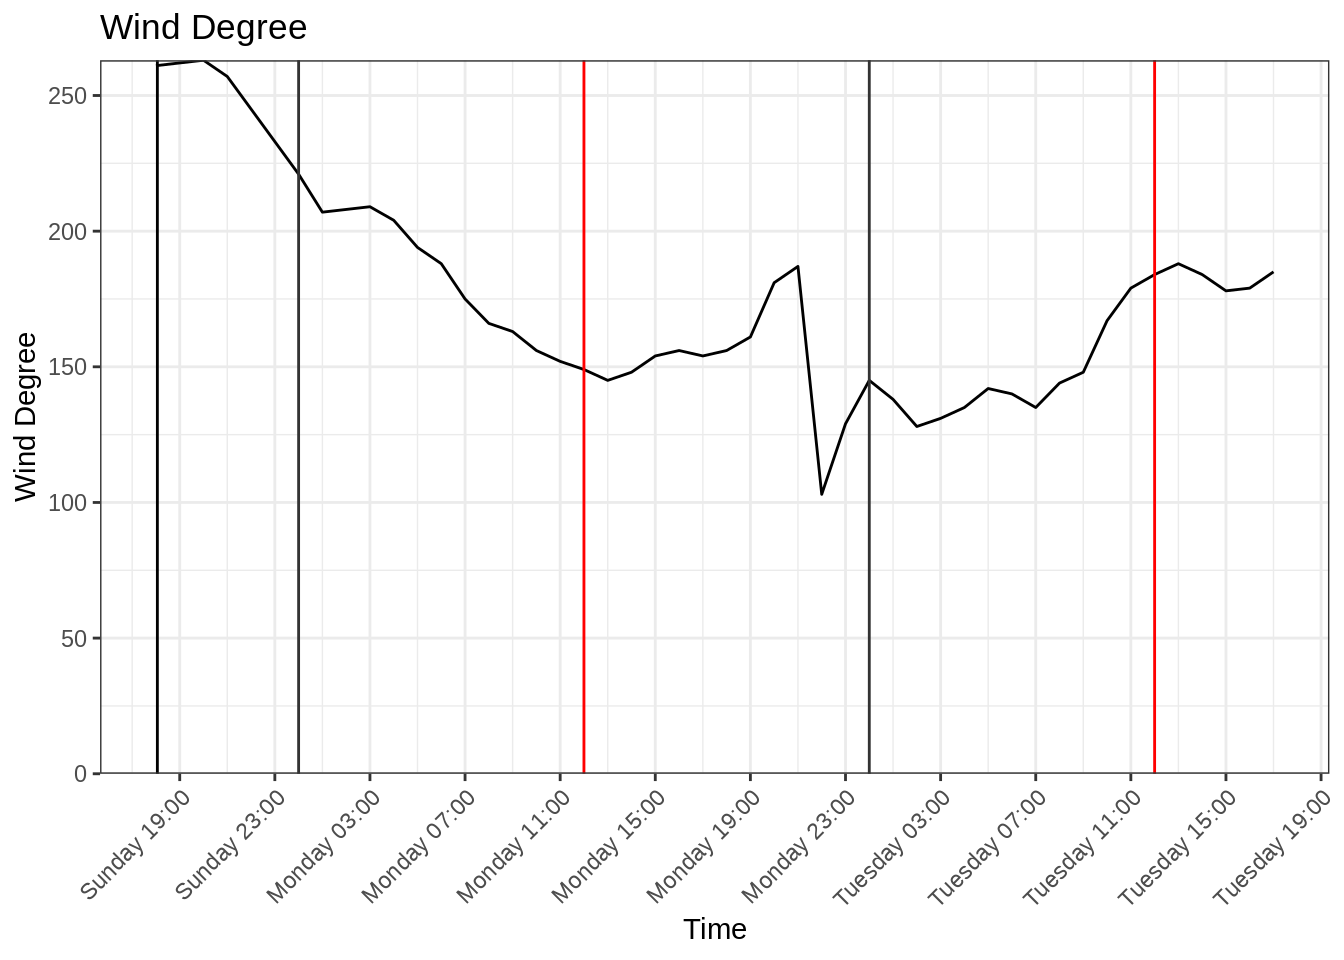 Wind Degree
Wind Degree
250
200
150
100
50
0
Sunday 19:00
Sunday 23:00
Monday 03:00
Monday 07:00
Monday 11:00
Monday 15:00
Monday 19:00
Monday 23:00
Tuesday 03:00
Tuesday 07:00
Tuesday 11:00
Tuesday 15:00
Tuesday 19:00
Time